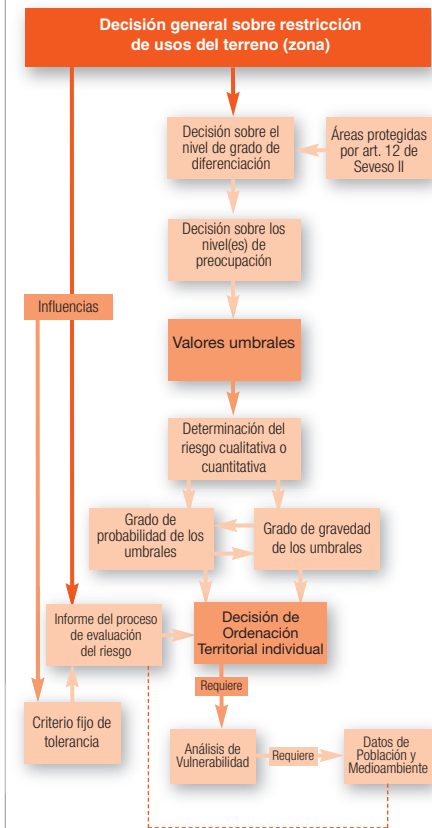 Decisión general sobre restricción
de usos del terreno (zona)
Decisión sobre el
nivel de grado de
diferenciación
Áreas protegidas
por art. 12 de
Seveso II
Decisión sobre los
nivel(es) de
preocupación
Influencias
Valores umbrales
Determinación del
riesgo cualitativa o
cuantitativa
Grado de
probabilidad de los
umbrales
Grado de gravedad
de los umbrales
Informe del proceso
de evaluación
del riesgo
Decisión de
Ordenación
Territorial individual
Requiere
Criterio fijo de
tolerancia
Análisis de
Vulnerabilidad
Requiere
Datos de
Población y
Medioambiente